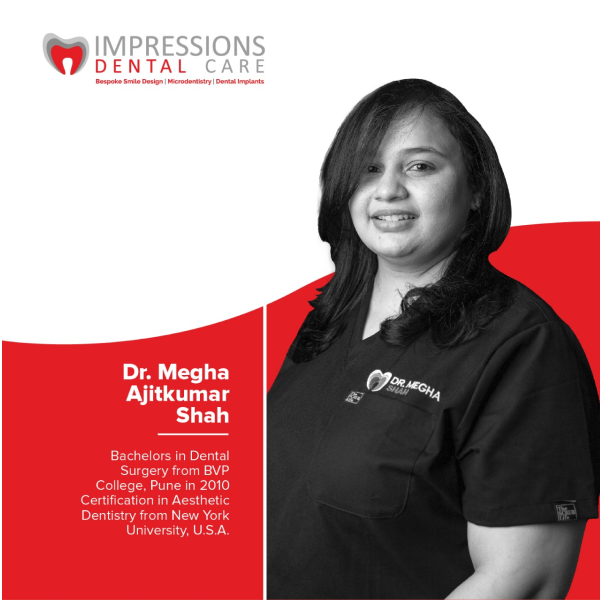 IMPRESSIONS
DENTAL CARE
Bespoke Smile Design | Microdentistry | Dental Implants
Dr. Megha
Ajitkumar
Shah
Bachelors in Dental
Surgery from BVP
College, Pune in 2010
Certification in Aesthetic
Dentistry from New York
University, U.S.A.
DR. MEGHA
SHAH